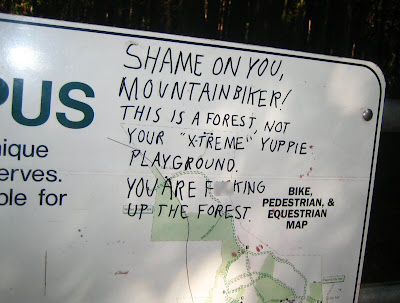 SHAME ON YOU,
MOUNTAINBIKER!
THIS IS A FOREST, NOT
YOUR "X-TREME" YUPPIE
PLAYGROUND.
YOU ARE F KING
UP THE FOREST.
PUS
nique
erves.
ble for
BIKE,
PEDESTRIAN, &
EQUESTRIAN
MAP